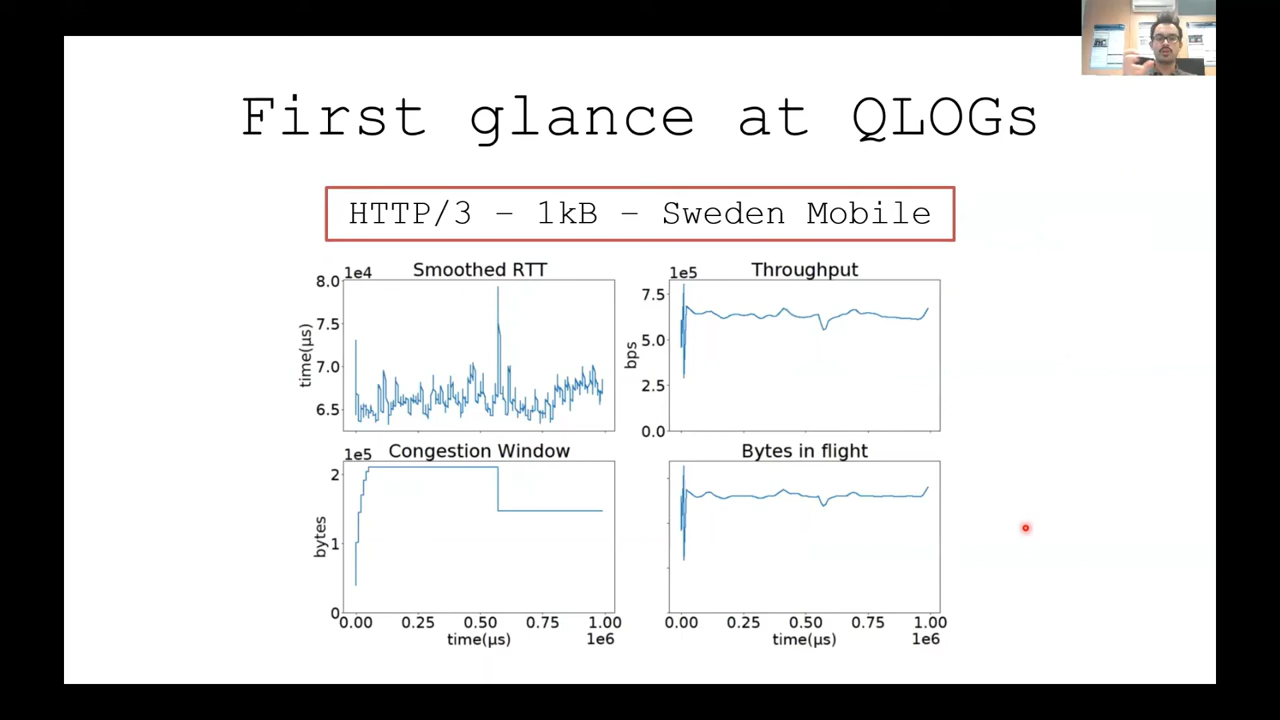 First glance at QLOGs
HTTP/3 – 1kB – Sweden Mobile
1e4
Smoothed RTT
8.0
7.5
7.0
6.5
time(µs)
1e5
Throughput
7.5
5.0
2.5
0.0
bps
1e5
Congestion Window
2
1
0
bytes
0.00 0.25 0.50 0.75 1.00
time(µs)
1e6
Bytes in flight
0.00 0.25 0.50 0.75 1.00
time(µs)
1e6